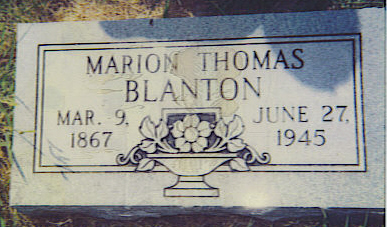 MARION THOMAS
BLANTON
MAR. 9, JUNE 27,
1867 1945